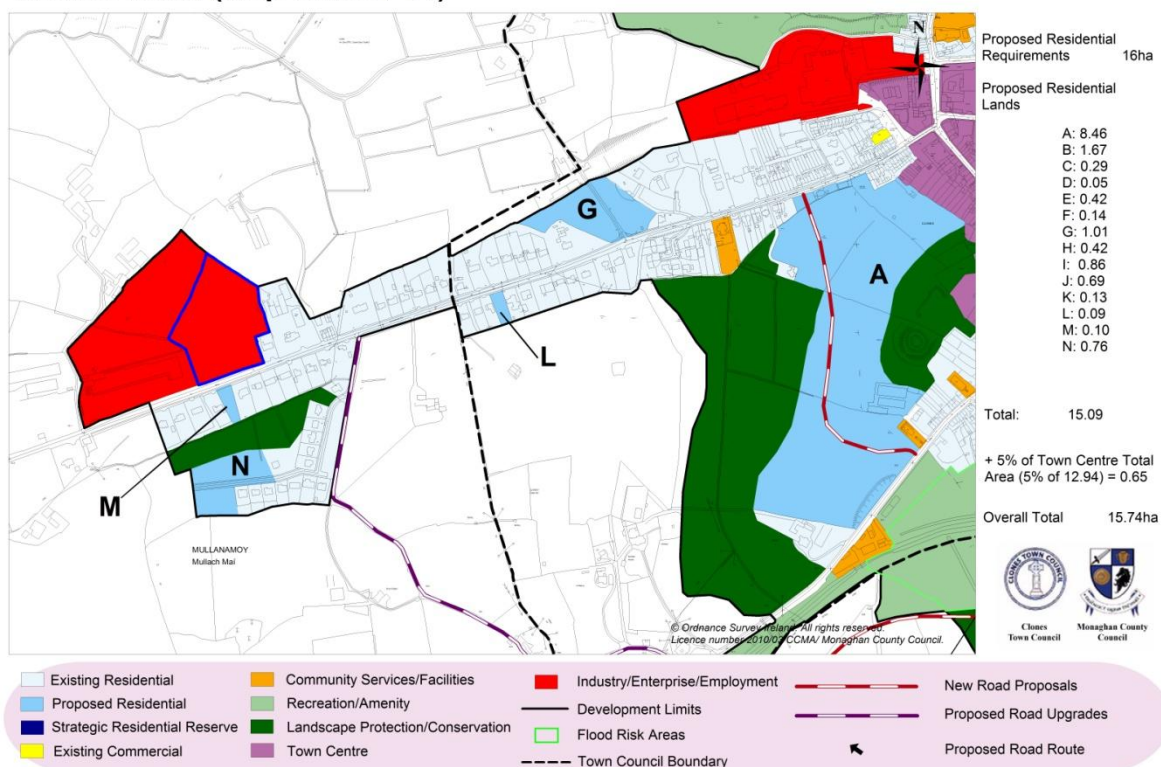 N
Proposed Residential
Requirements 16ha
Proposed Residential
Lands
A: 8.46
B: 1.67
C: 0.29
D: 0.05
E: 0.42
F: 0.14
G: 1.01
H: 0.42
I: 0.86
J: 0.69
K: 0.13
L: 0.09
M: 0.10
N: 0.76
Total: 15.09
+ 5% of Town Centre Total
Area (5% of 12.94) = 0.65
Overall Total 15.74ha
CLONES TOWN COUNCIL
Clones
Town Council
Monaghan County
Council
G
A
L
N
M
MULLANAMOY
Mullach Maí
© Ordnance Survey Ireland. All rights reserved.
Licence number 2010/03 CCMA/ Monaghan County Council.
Existing Residential
Proposed Residential
Strategic Residential Reserve
Existing Commercial
Community Services/Facilities
Recreation/Amenity
Landscape Protection/Conservation
Town Centre
Industry/Enterprise/Employment
Development Limits
Flood Risk Areas
Town Council Boundary
New Road Proposals
Proposed Road Upgrades
Proposed Road Route